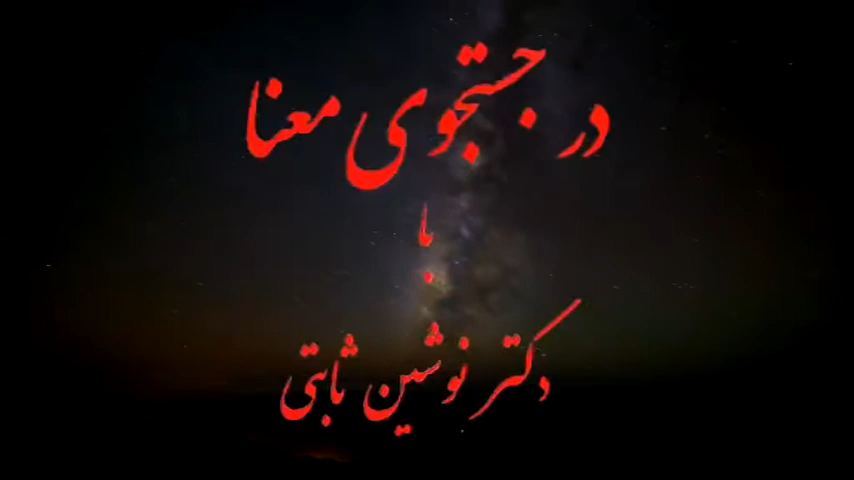 در جستجوی معنا
با
دکتر نوشین ثابتی